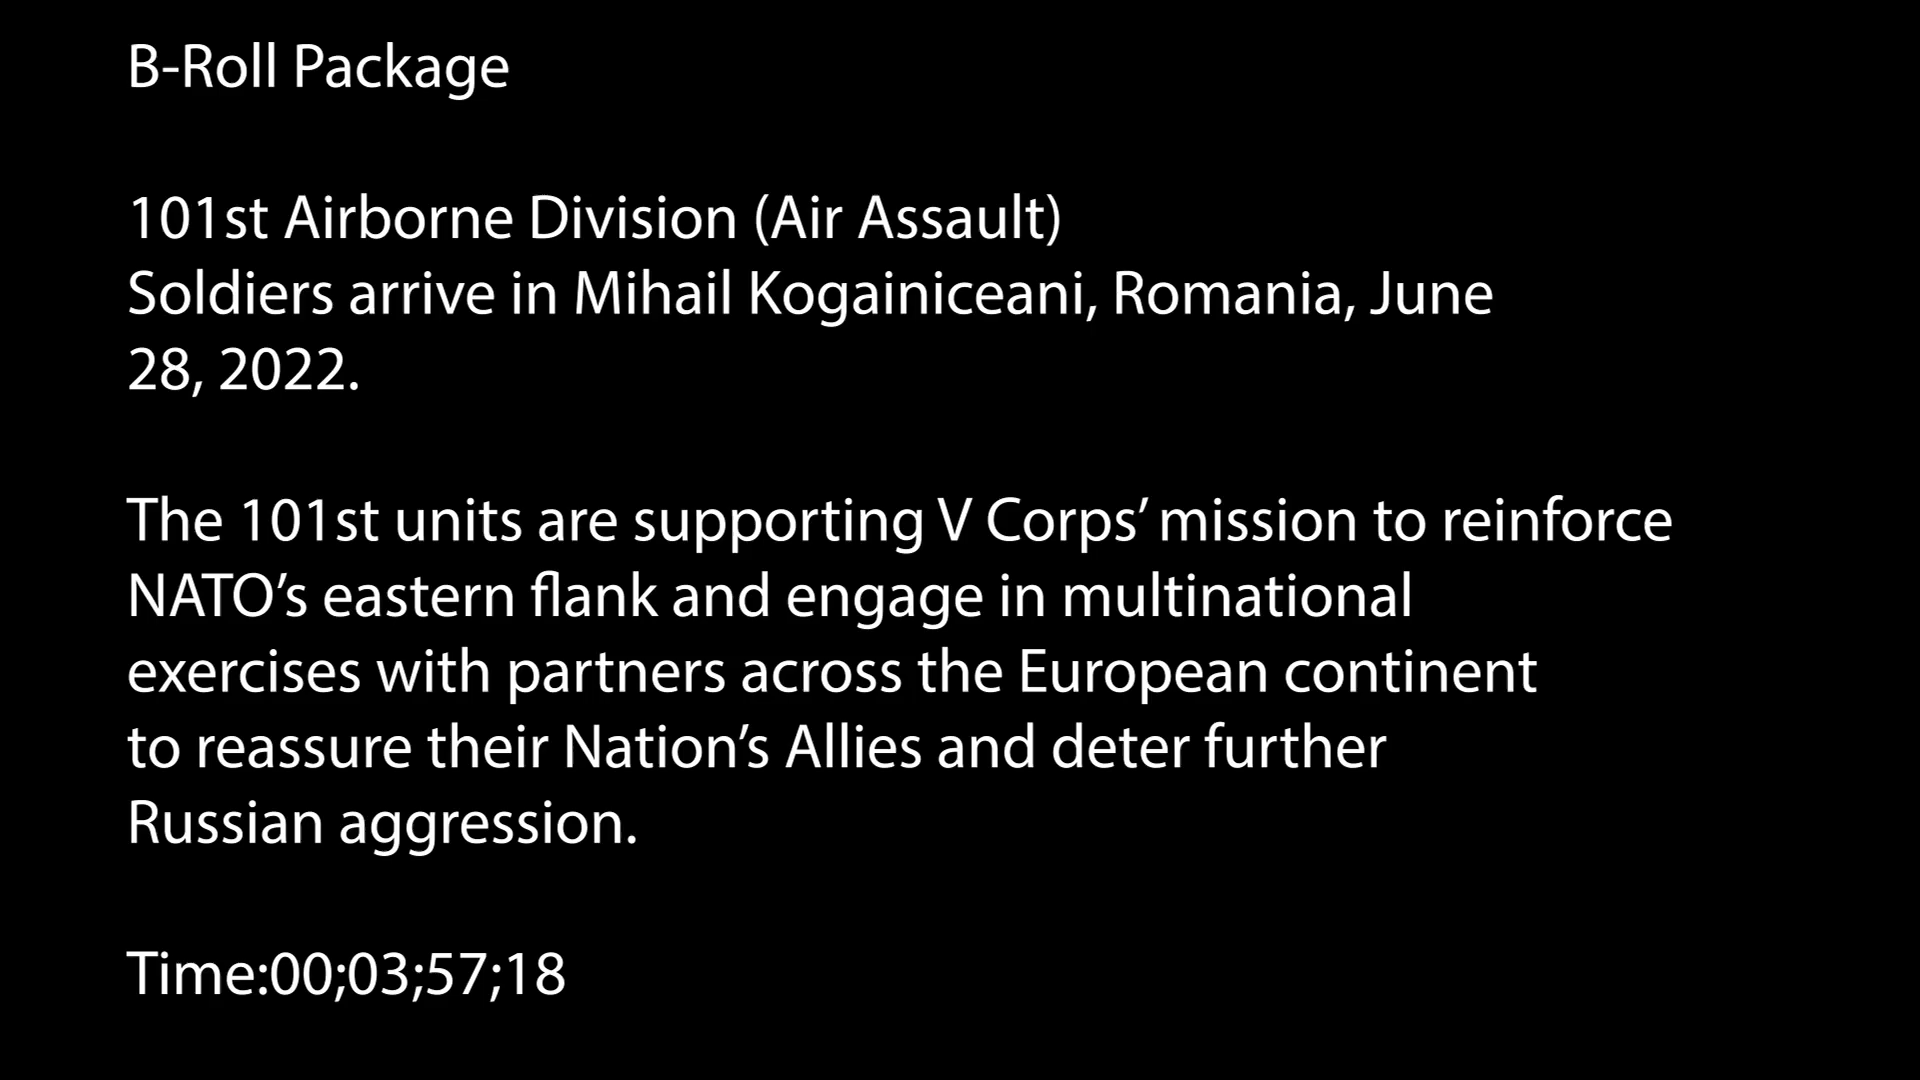 B-Roll Package
101st Airborne Division (Air Assault)
Soldiers arrive in Mihail Kogainiceani, Romania, June
28, 2022.
The 101st units are supporting V Corps’ mission to reinforce
NATO’s eastern flank and engage in multinational
exercises with partners across the European continent
to reassure their Nation’s Allies and deter further
Russian aggression.
Time:00;03;57;18